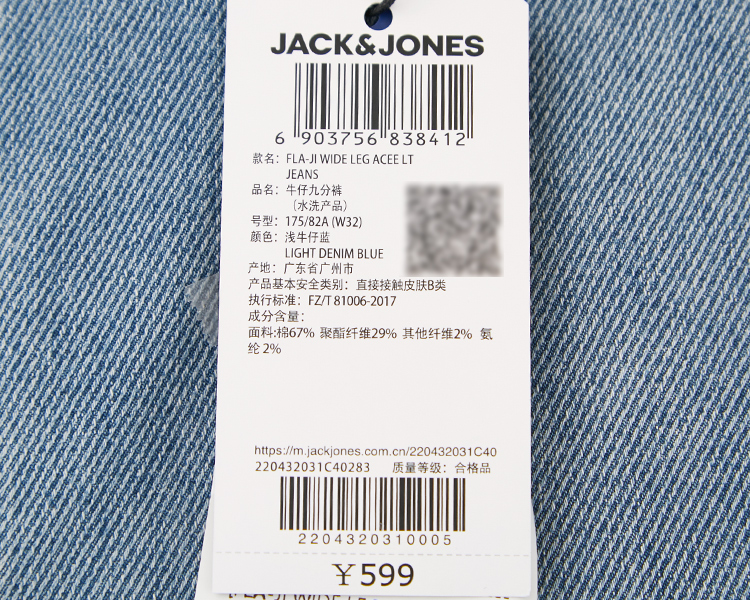 JACK&JONES
6 903756 838412
款名: FLA-JI WIDE LEG ACEE LT
JEANS
品名: 牛仔九分裤
（水洗产品）
号型: 175/82A (W32)
颜色: 浅牛仔蓝
LIGHT DENIM BLUE
产地: 广东省广州市
产品基本安全类别: 直接接触皮肤B类
执行标准: FZ/T 81006-2017
成分含量:
面料:棉67% 聚酯纤维29% 其他纤维2% 氨
纶 2%
https://m.jackjones.com.cn/220432031C40
220432031C40283 质量等级: 合格品
2204320310005
￥599